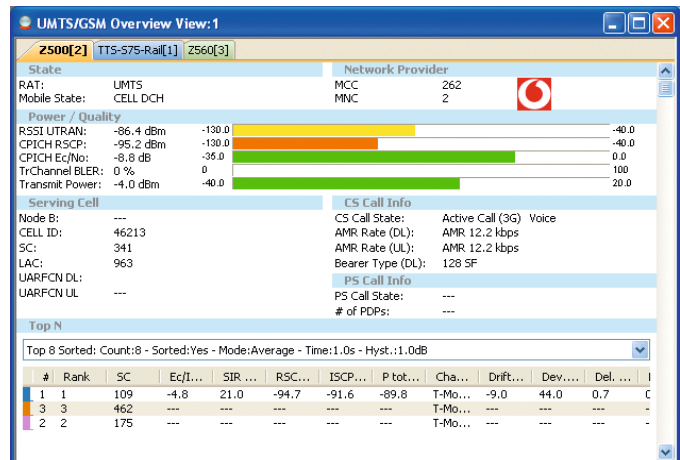 UMTS/GSM Overview View:1
Z500[2] TTS-S75-Rail[1] Z560[3]
State Network Provider
RAT: UMTS MCC 262
Mobile State: CELL DCH MNC 2
Power / Quality
RSSI UTRAN: -86.4 dBm -130.0 -40.0
CPICH RSCP: -95.2 dBm -130.0 -40.0
CPICH Ec/No: -8.8 dB -35.0 0.0
TrChannel BLER: 0 % 0 100
Transmit Power: -4.0 dBm -40.0 20.0
Serving Cell CS Call Info
Node B: --- CS Call State: Active Call (3G) Voice
CELL ID: 46213 AMR Rate (DL): AMR 12.2 kbps
SC: 341 AMR Rate (UL): AMR 12.2 kbps
LAC: 963 Bearer Type (DL): 128 SF
UARFCN DL: PS Call Info
UARFCN UL --- PS Call State: ---
# of PDPs: ---
Top N
Top 8 Sorted: Count:8 - Sorted:Yes - Mode:Average - Time:1.0s - Hyst.:1.0dB
# Rank SC Ec/I... SIR ... RSC... ISCP... P tot... Cha... Drift... Dev.... Del. ...
1 1 109 -4.8 21.0 -94.7 -91.6 -89.8 T-Mo... -9.0 44.0 0.7
3 3 462 --- --- --- --- --- T-Mo... --- --- ---
2 2 175 --- --- --- --- --- T-Mo... --- --- ---